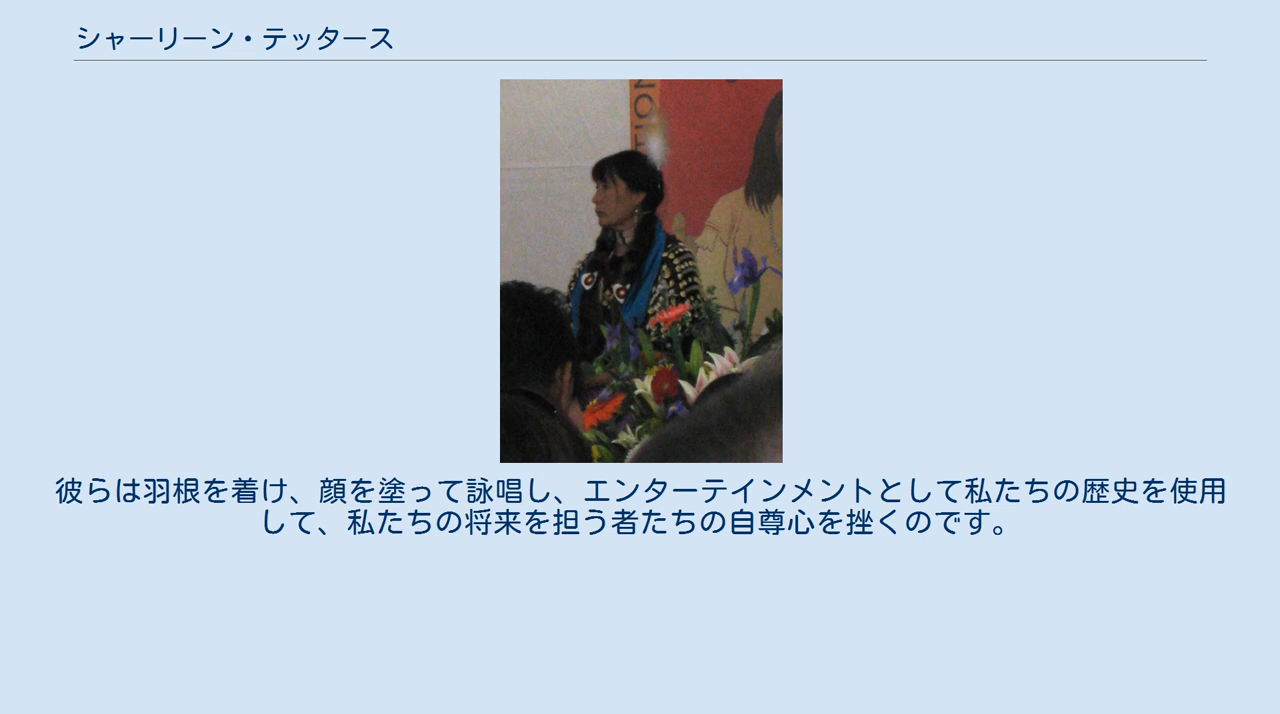 シャーリーン・テッタース
TION
彼らは羽根を着け、顔を塗って詠唱し、エンターテインメントとして私たちの歴史を使用
して、私たちの将来を担う者たちの自尊心を挫くのです。